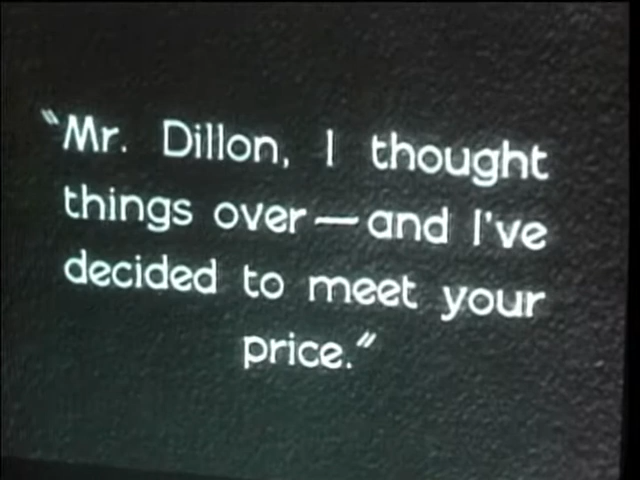 "Mr. Dillon, I thought
things over—and I've
decided to meet your
price."